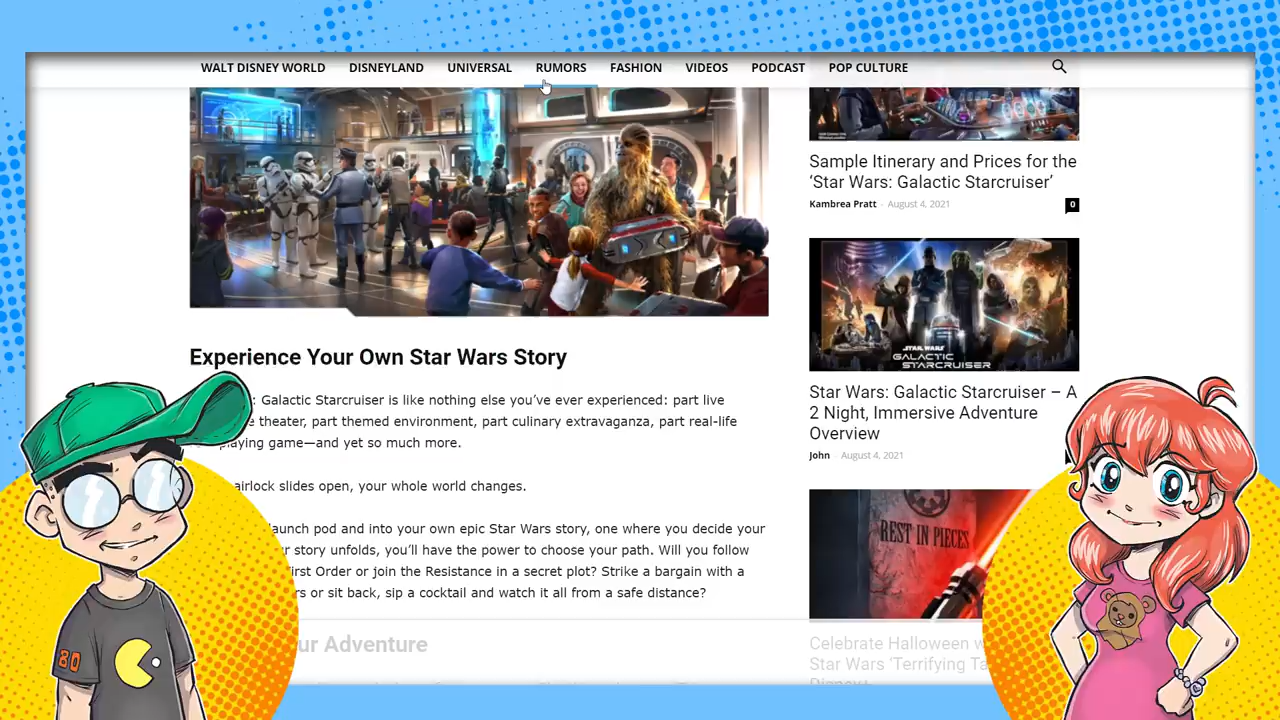 WALT DISNEY WORLD DISNEYLAND UNIVERSAL RUMORS FASHION VIDEOS PODCAST POP CULTURE
Sample Itinerary and Prices for the
‘Star Wars: Galactic Starcruiser’
Kambrea Pratt - August 4, 2021
0
STAR WARS
GALACTIC
STARCRUISER
Experience Your Own Star Wars Story
: Galactic Starcruiser is like nothing else you’ve ever experienced: part live
theater, part themed environment, part culinary extravaganza, part real-life
playing game—and yet so much more.
airlock slides open, your whole world changes.
launch pod and into your own epic Star Wars story, one where you decide your
story unfolds, you’ll have the power to choose your path. Will you follow
First Order or join the Resistance in a secret plot? Strike a bargain with a
or sit back, sip a cocktail and watch it all from a safe distance?
Adventure
Star Wars: Galactic Starcruiser – A
2 Night, Immersive Adventure
Overview
John - August 4, 2021
REST IN PIECES
Celebrate Halloween
Star Wars ‘Terrifying
80